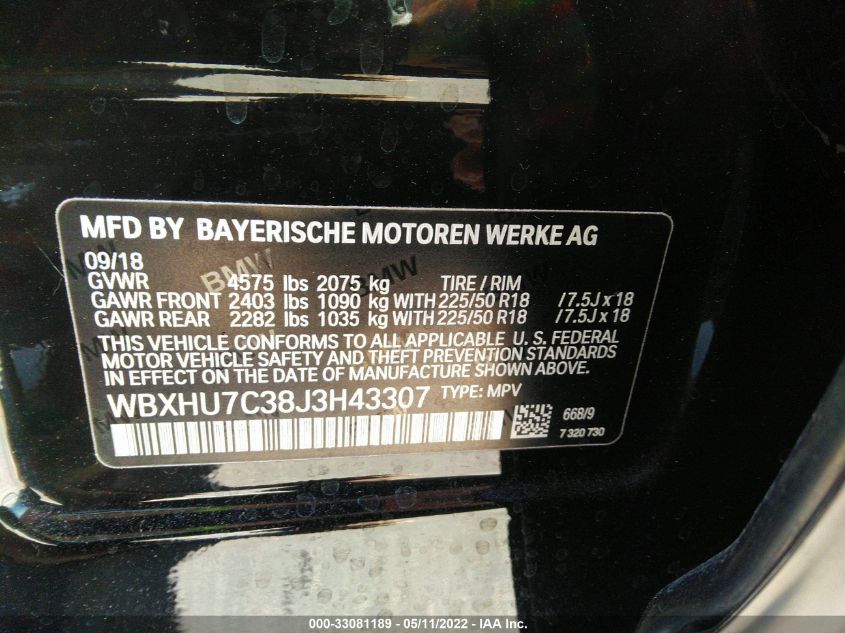 MFD BY BAYERISCHE MOTOREN WERKE AG
09/18
GVWR 4575 lbs 2075 kg TIRE / RIM
GAWR FRONT 2403 lbs 1090 kg WITH 225/50 R18 / 7.5J x 18
GAWR REAR 2282 lbs 1035 kg WITH 225/50 R18 / 7.5J x 18
THIS VEHICLE CONFORMS TO ALL APPLICABLE U. S. FEDERAL
MOTOR VEHICLE SAFETY AND THEFT PREVENTION STANDARDS
IN EFFECT ON THE DATE OF MANUFACTURE SHOWN ABOVE.
WBXHU7C38J3H43307 TYPE: MPV
668/9
7 320 730
BMW
BMW
000-33081189 - 05/11/2022 - IAA Inc.